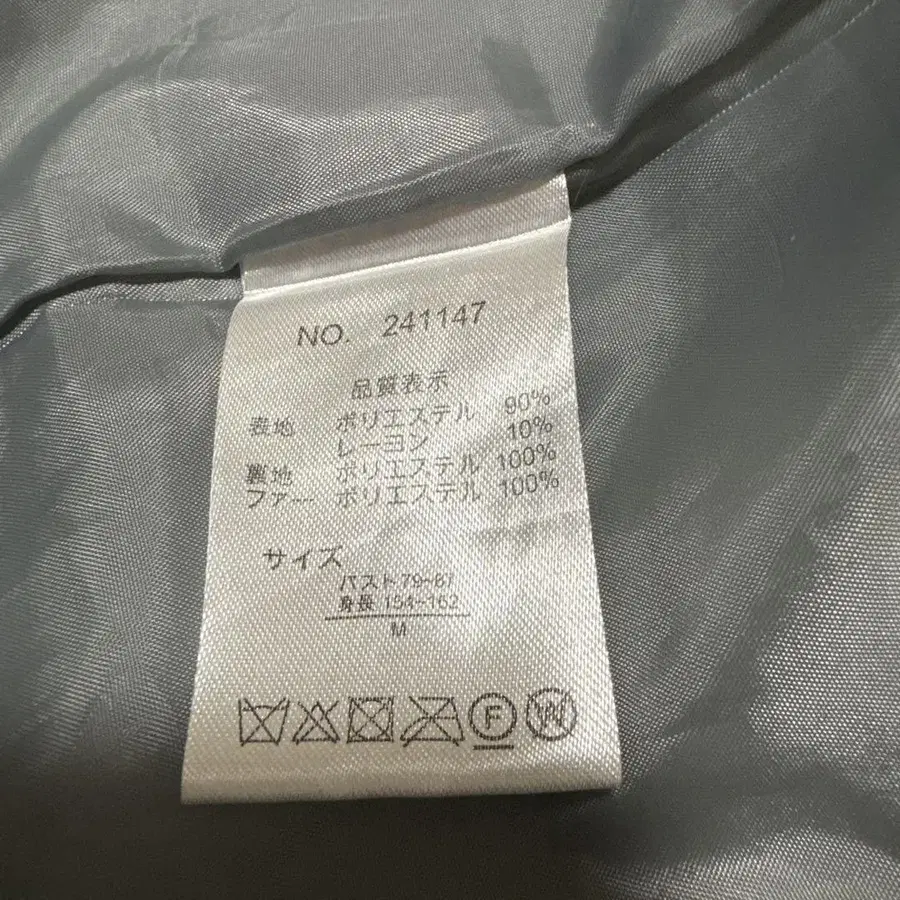 NO. 241147
品質表示
表地 ポリエステル 90%
レーヨン 10%
裏地 ポリエステル 100%
ファー ポリエステル 100%
サイズ
バスト 79~87
身長 154~162
M
F W